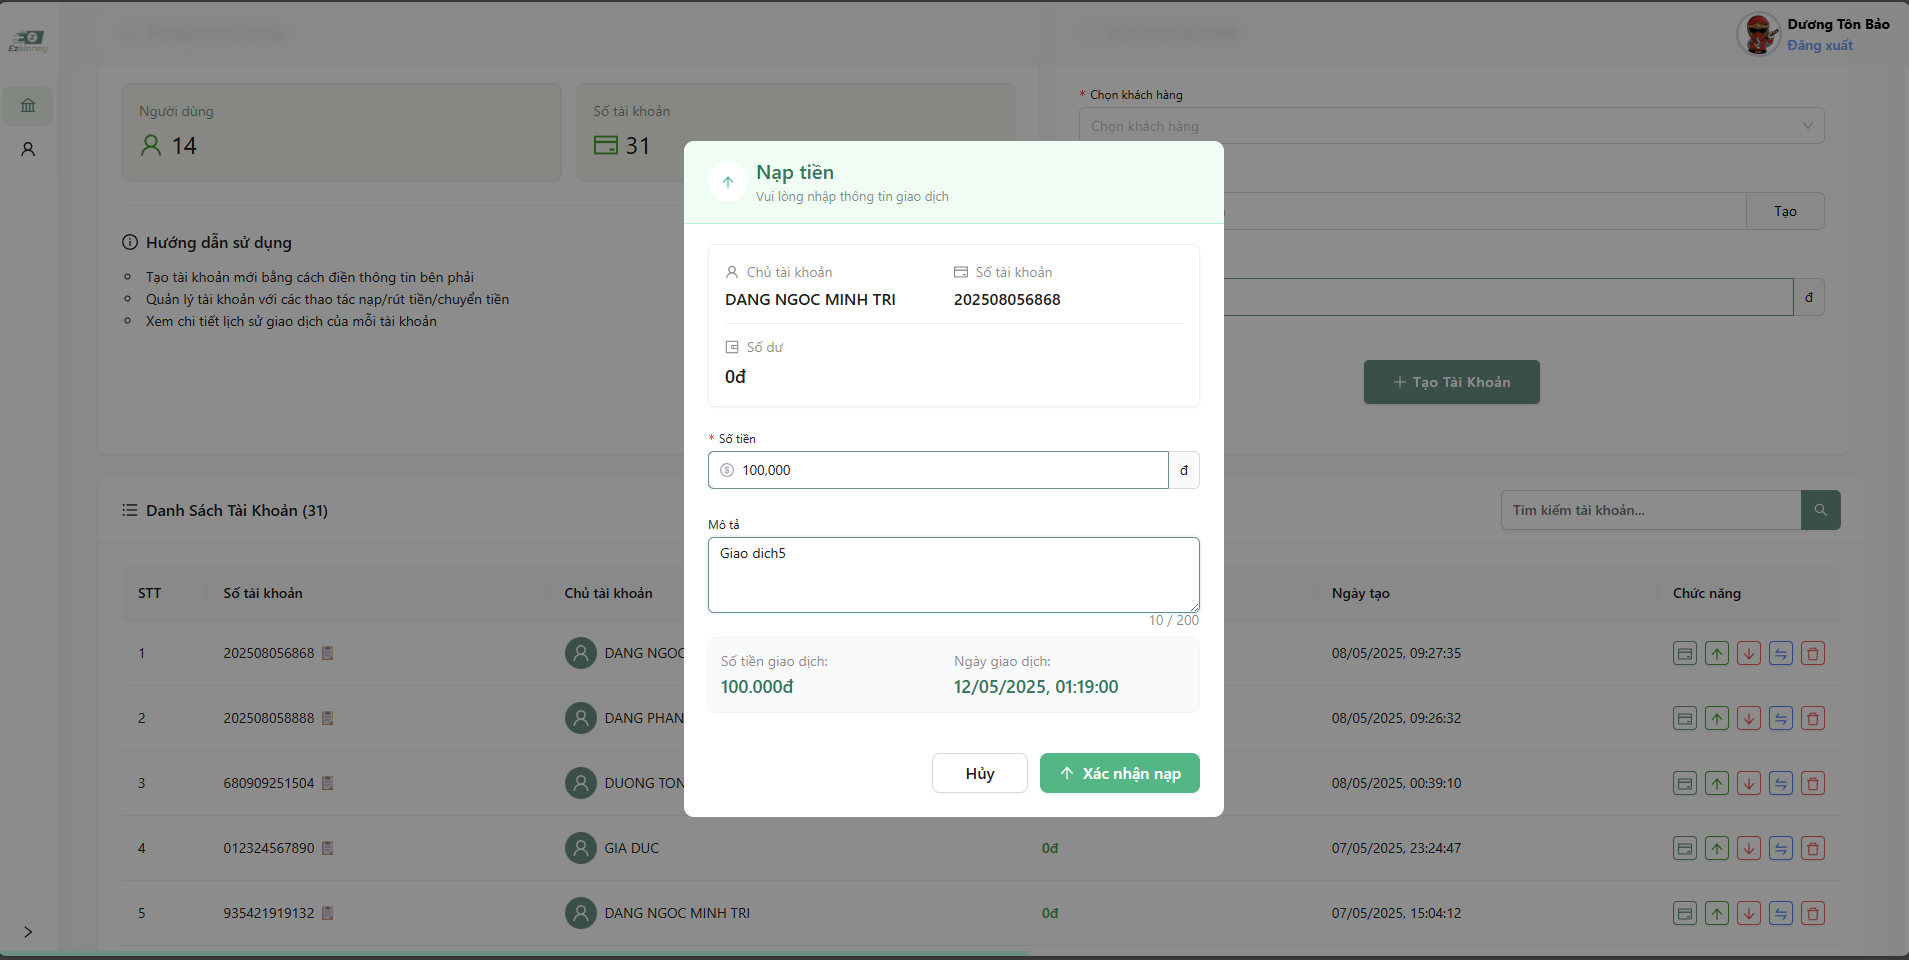 EzMoney
Dương Tôn Bảo
Đăng xuất
Người dùng
14
Số tài khoản
31
Hướng dẫn sử dụng
Tạo tài khoản mới bằng cách điền thông tin bên phải
Quản lý tài khoản với các thao tác nạp/rút tiền/chuyển tiền
Xem chi tiết lịch sử giao dịch của mỗi tài khoản
* Chọn khách hàng
Chọn khách hàng
Tạo
đ
+ Tạo Tài Khoản
Nạp tiền
Vui lòng nhập thông tin giao dịch
Chủ tài khoản
DANG NGOC MINH TRI
Số tài khoản
202508056868
Số dư
0đ
* Số tiền
100,000
đ
Mô tả
Giao dich5
10 / 200
Số tiền giao dịch:
100.000đ
Ngày giao dịch:
12/05/2025, 01:19:00
Hủy
Xác nhận nạp
Danh Sách Tài Khoản (31)
Tìm kiếm tài khoản...
STT Số tài khoản Chủ tài khoản Ngày tạo Chức năng
1 202508056868 DANG NGOC 08/05/2025, 09:27:35
2 202508058888 DANG PHAN 08/05/2025, 09:26:32
3 680909251504 DUONG TON 08/05/2025, 00:39:10
4 012324567890 GIA DUC 0đ 07/05/2025, 23:24:47
5 935421919132 DANG NGOC MINH TRI 0đ 07/05/2025, 15:04:12